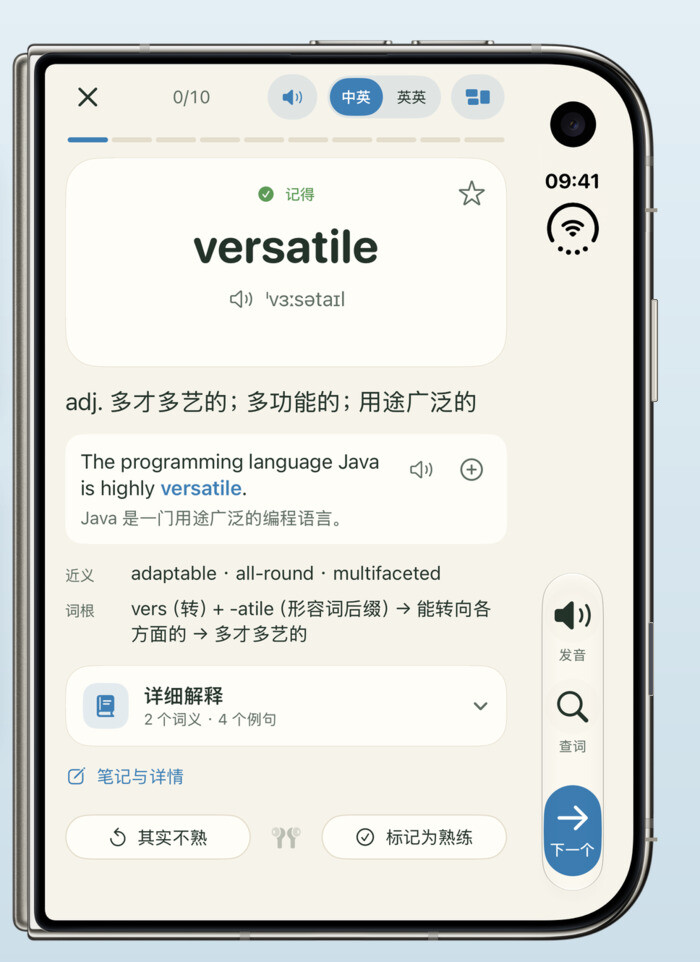 0/10
中英
英英
09:41
记得
versatile
ˈvɜːsətaɪl
adj. 多才多艺的；多功能的；用途广泛的
The programming language Java
is highly versatile.
Java 是一门用途广泛的编程语言。
近义 adaptable · all-round · multifaceted
词根 vers (转) + -atile (形容词后缀) → 能转向各
方面的 → 多才多艺的
详细解释
2 个词义 · 4 个例句
笔记与详情
其实不熟
标记为熟练
发音
查词
下一个